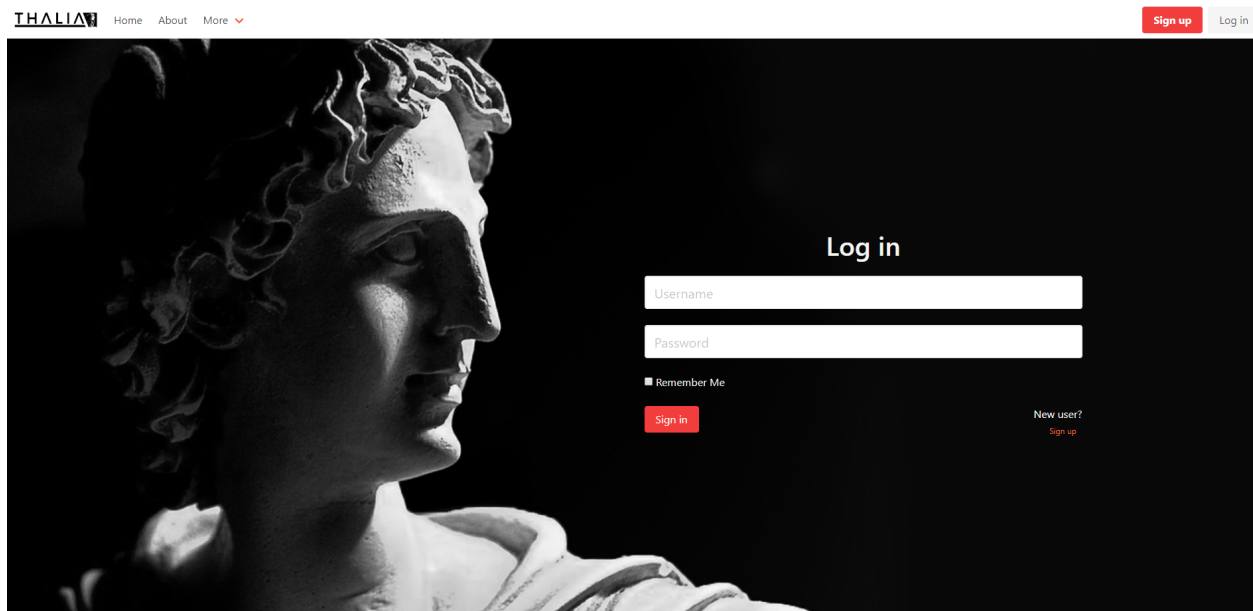 THALIA
Home About More
Sign up Log in
Log in
Username
Password
Remember Me
Sign in
New user?
Sign up